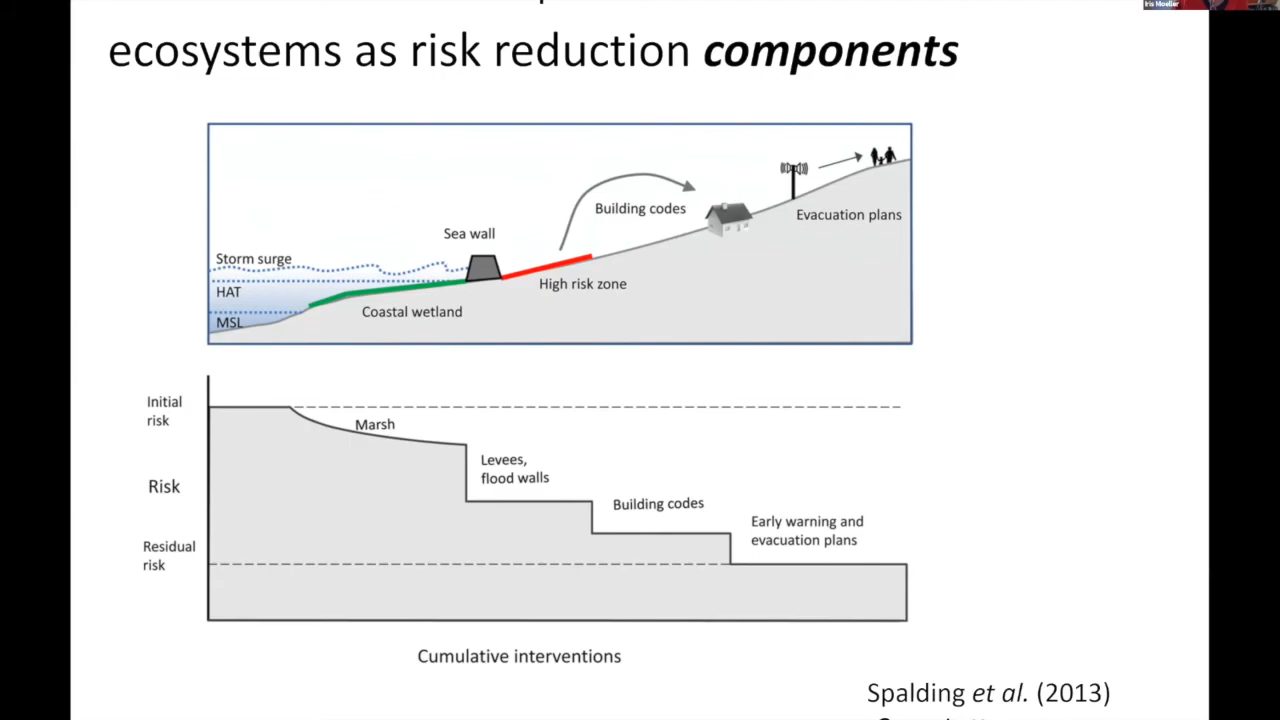 Iris Moeller
ecosystems as risk reduction components
Building codes
Evacuation plans
Sea wall
Storm surge
High risk zone
HAT
Coastal wetland
MSL
Initial
risk
Marsh
Levees,
flood walls
Risk
Building codes
Early warning and
evacuation plans
Residual
risk
Cumulative interventions
Spalding et al. (2013)